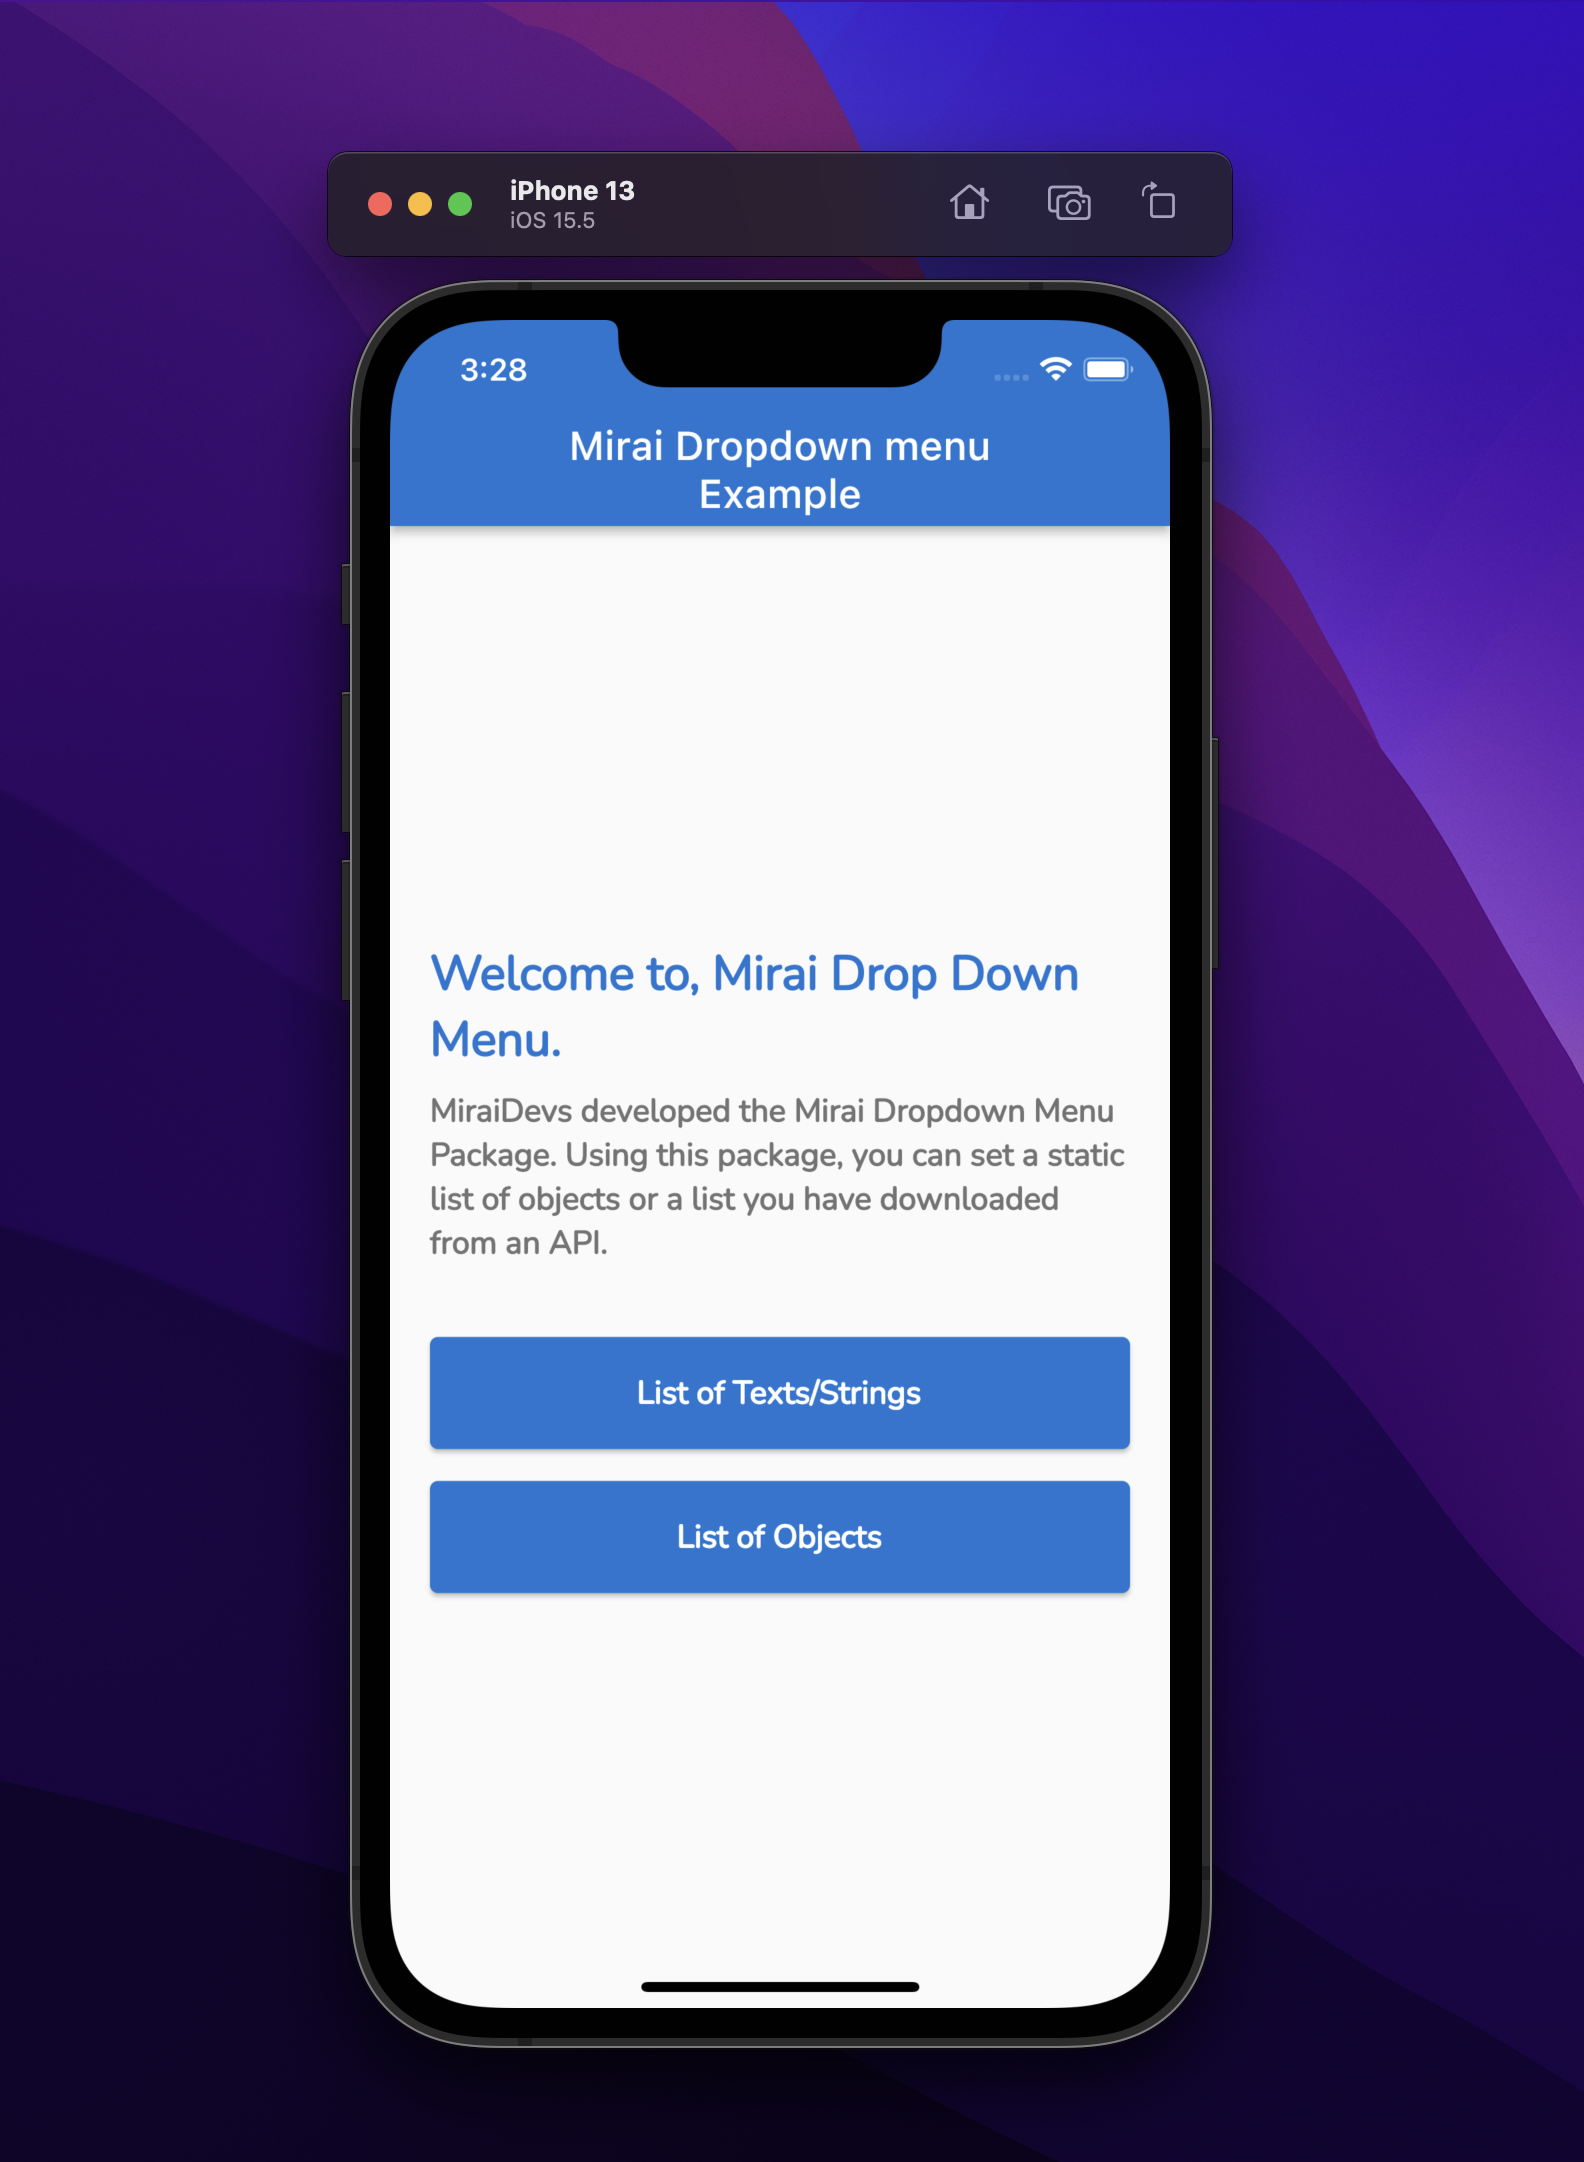 iPhone 13
iOS 15.5
3:28
Mirai Dropdown menu
Example
Welcome to, Mirai Drop Down
Menu.
MiraiDevs developed the Mirai Dropdown Menu
Package. Using this package, you can set a static
list of objects or a list you have downloaded
from an API.
List of Texts/Strings
List of Objects